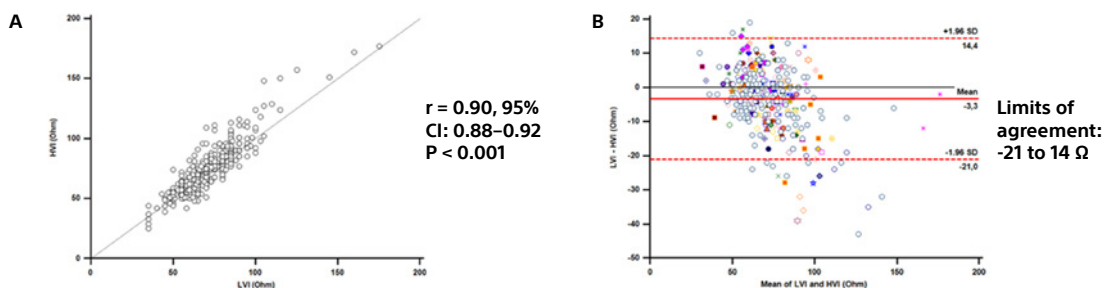 A
200
150
100
50
0
HVI (Ohm)
0
50
100
150
200
LVI (Ohm)
r = 0.90, 95%
CI: 0.88–0.92
P < 0.001
B
20
10
0
-10
-20
-30
-40
-50
LVI - HVI (Ohm)
0
50
100
150
200
Mean of LVI and HVI (Ohm)
+1.96 SD
14,4
Mean
-3,3
-1.96 SD
-21,0
Limits of
agreement:
-21 to 14 Ω